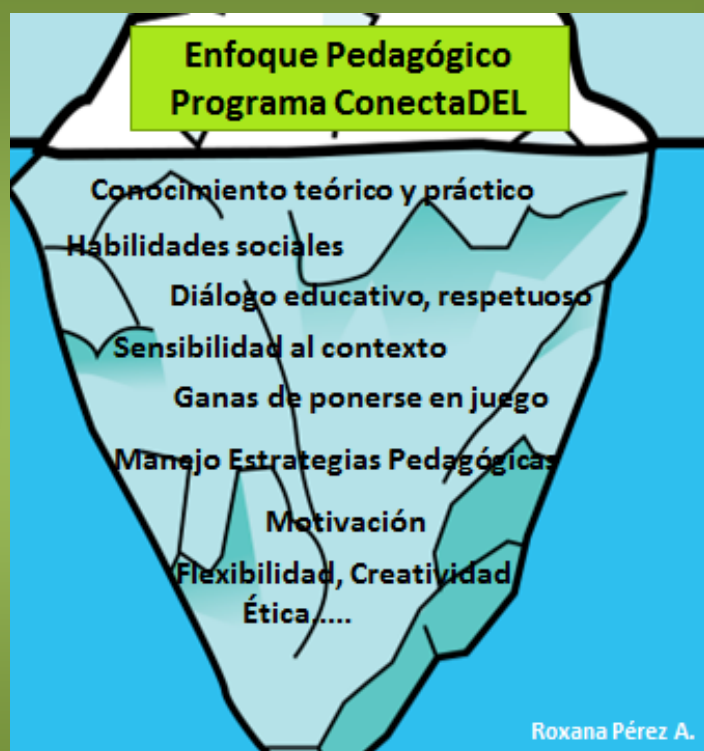 Enfoque Pedagógico
Programa ConectaDEL
Conocimiento teórico y práctico
Habilidades sociales
Diálogo educativo, respetuoso
Sensibilidad al contexto
Ganas de ponerse en juego
Manejo Estrategias Pedagógicas
Motivación
Flexibilidad, Creatividad
Ética.....
Roxana Pérez A.